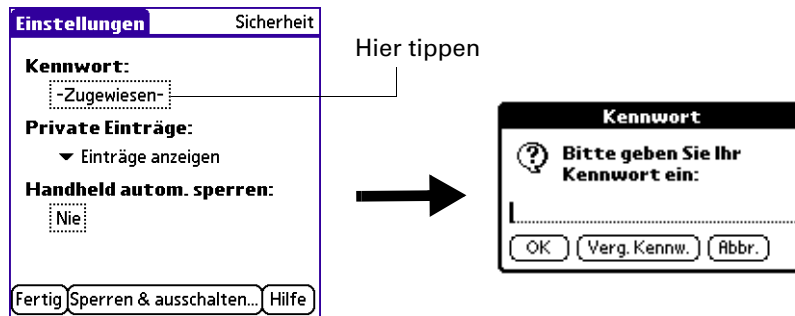 Einstellungen Sicherheit
Kennwort:
-Zugewiesen-
Private Einträge:
Einträge anzeigen
Handheld autom. sperren:
Nie
Fertig Sperren & ausschalten... Hilfe
Hier tippen
Kennwort
Bitte geben Sie Ihr
Kennwort ein:
OK Verg. Kennw. Abbr.